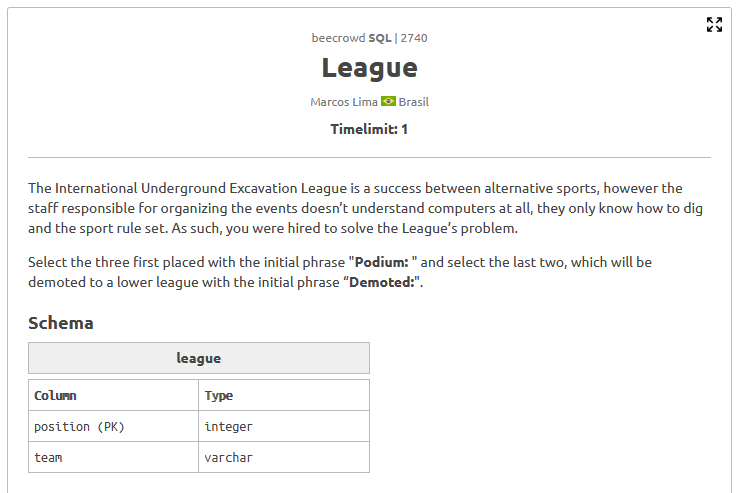 beecrowd SQL | 2740
League
Marcos Lima Brasil
Timelimit: 1
The International Underground Excavation League is a success between alternative sports, however the
staff responsible for organizing the events doesn’t understand computers at all, they only know how to dig
and the sport rule set. As such, you were hired to solve the League’s problem.
Select the three first placed with the initial phrase "Podium: " and select the last two, which will be
demoted to a lower league with the initial phrase “Demoted:".
Schema
league
Column Type
position (PK) integer
team varchar